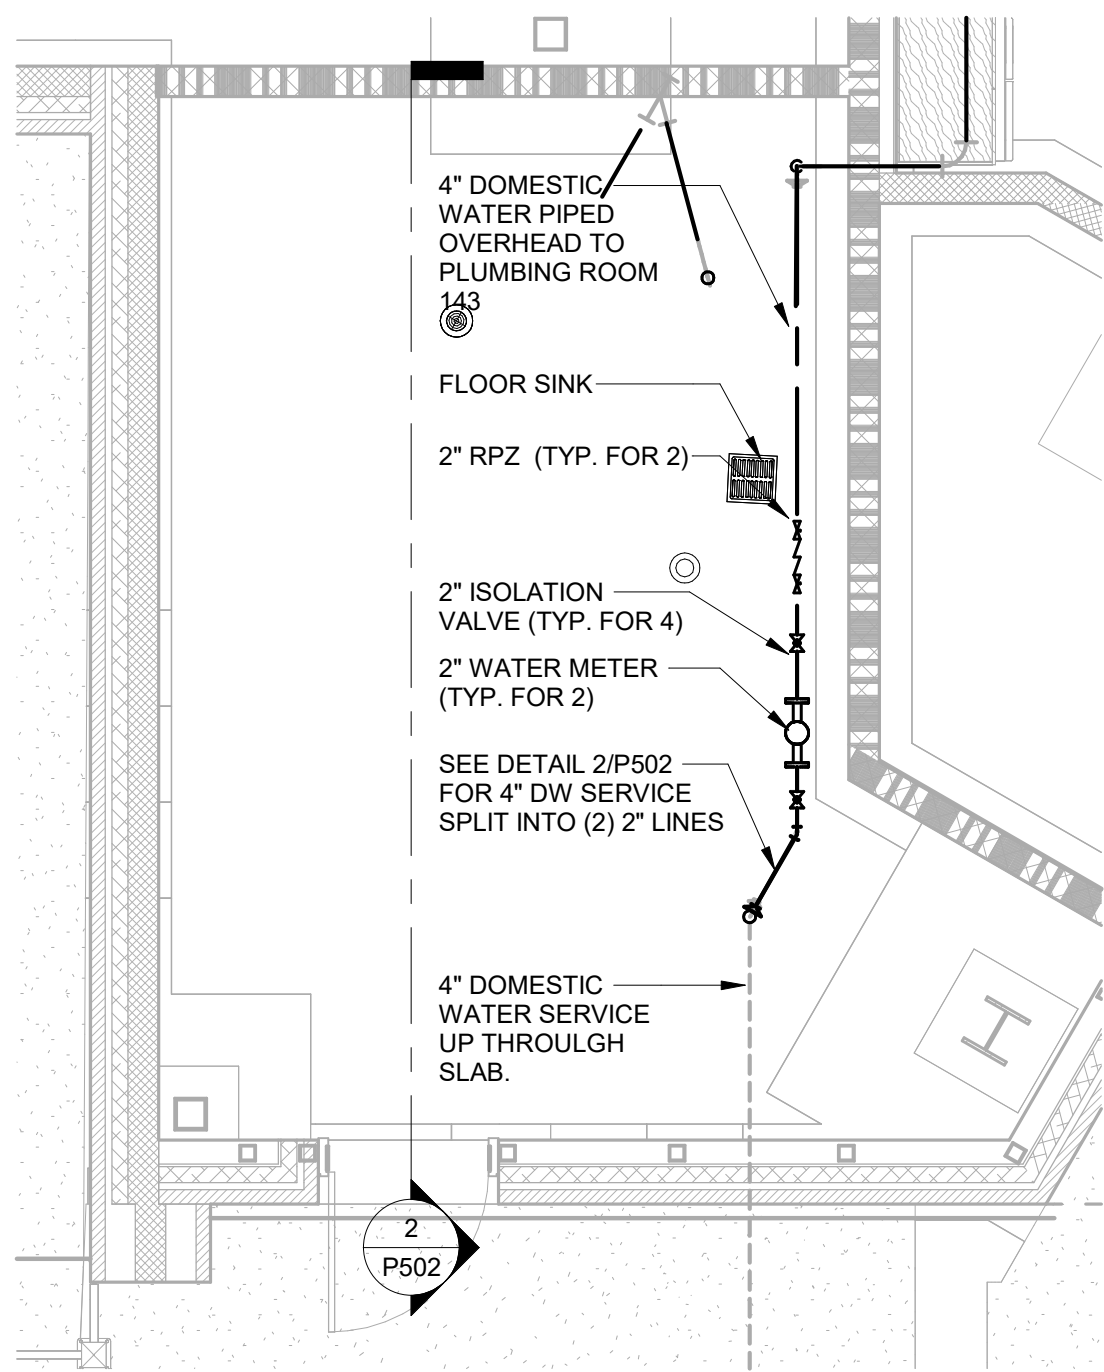 4" DOMESTIC
WATER PIPED
OVERHEAD TO
PLUMBING ROOM
143
FLOOR SINK
2" RPZ (TYP. FOR 2)
2" ISOLATION
VALVE (TYP. FOR 4)
2" WATER METER
(TYP. FOR 2)
SEE DETAIL 2/P502
FOR 4" DW SERVICE
SPLIT INTO (2) 2" LINES
4" DOMESTIC
WATER SERVICE
UP THROULGH
SLAB.
2
P502